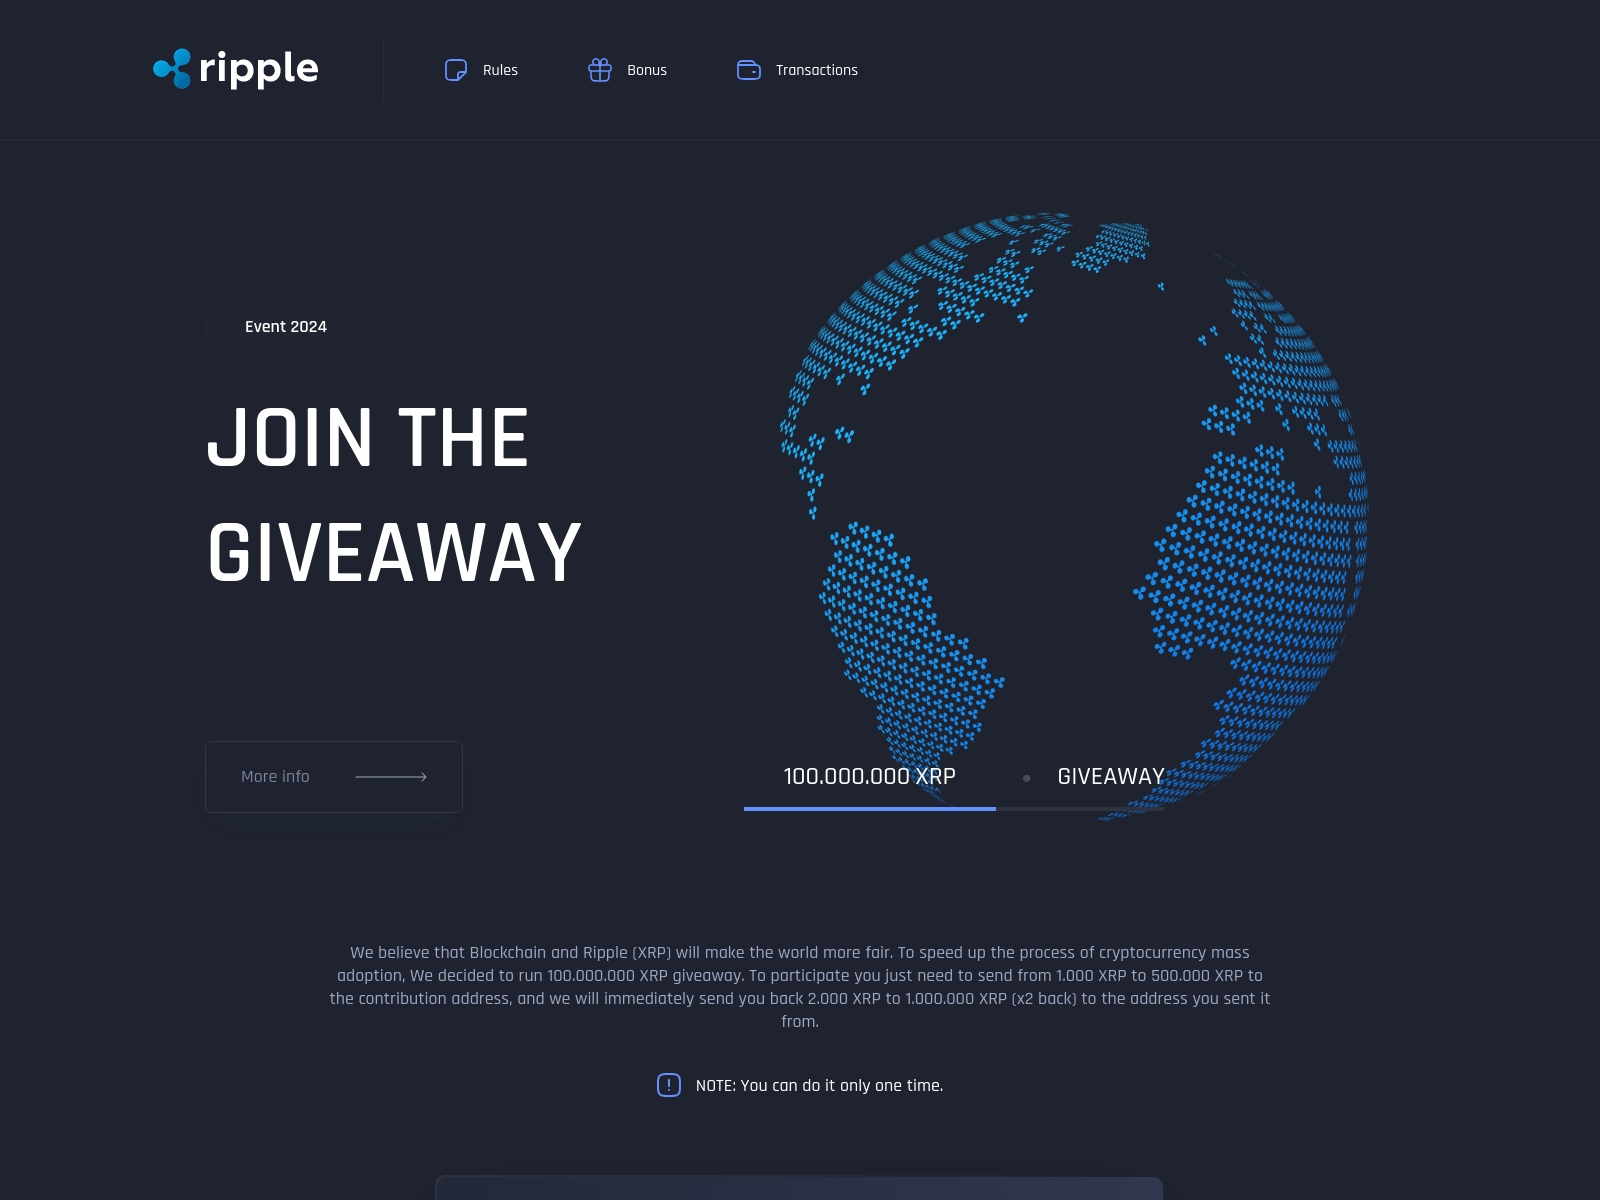 ripple
Rules
Bonus
Transactions
Event 2024
JOIN THE
GIVEAWAY
More info
100.000.000 XRP
GIVEAWAY
We believe that Blockchain and Ripple (XRP) will make the world more fair. To speed up the process of cryptocurrency mass
adoption, We decided to run 100.000.000 XRP giveaway. To participate you just need to send from 1.000 XRP to 500.000 XRP to
the contribution address, and we will immediately send you back 2.000 XRP to 1.000.000 XRP (x2 back) to the address you sent it
from.
NOTE: You can do it only one time.